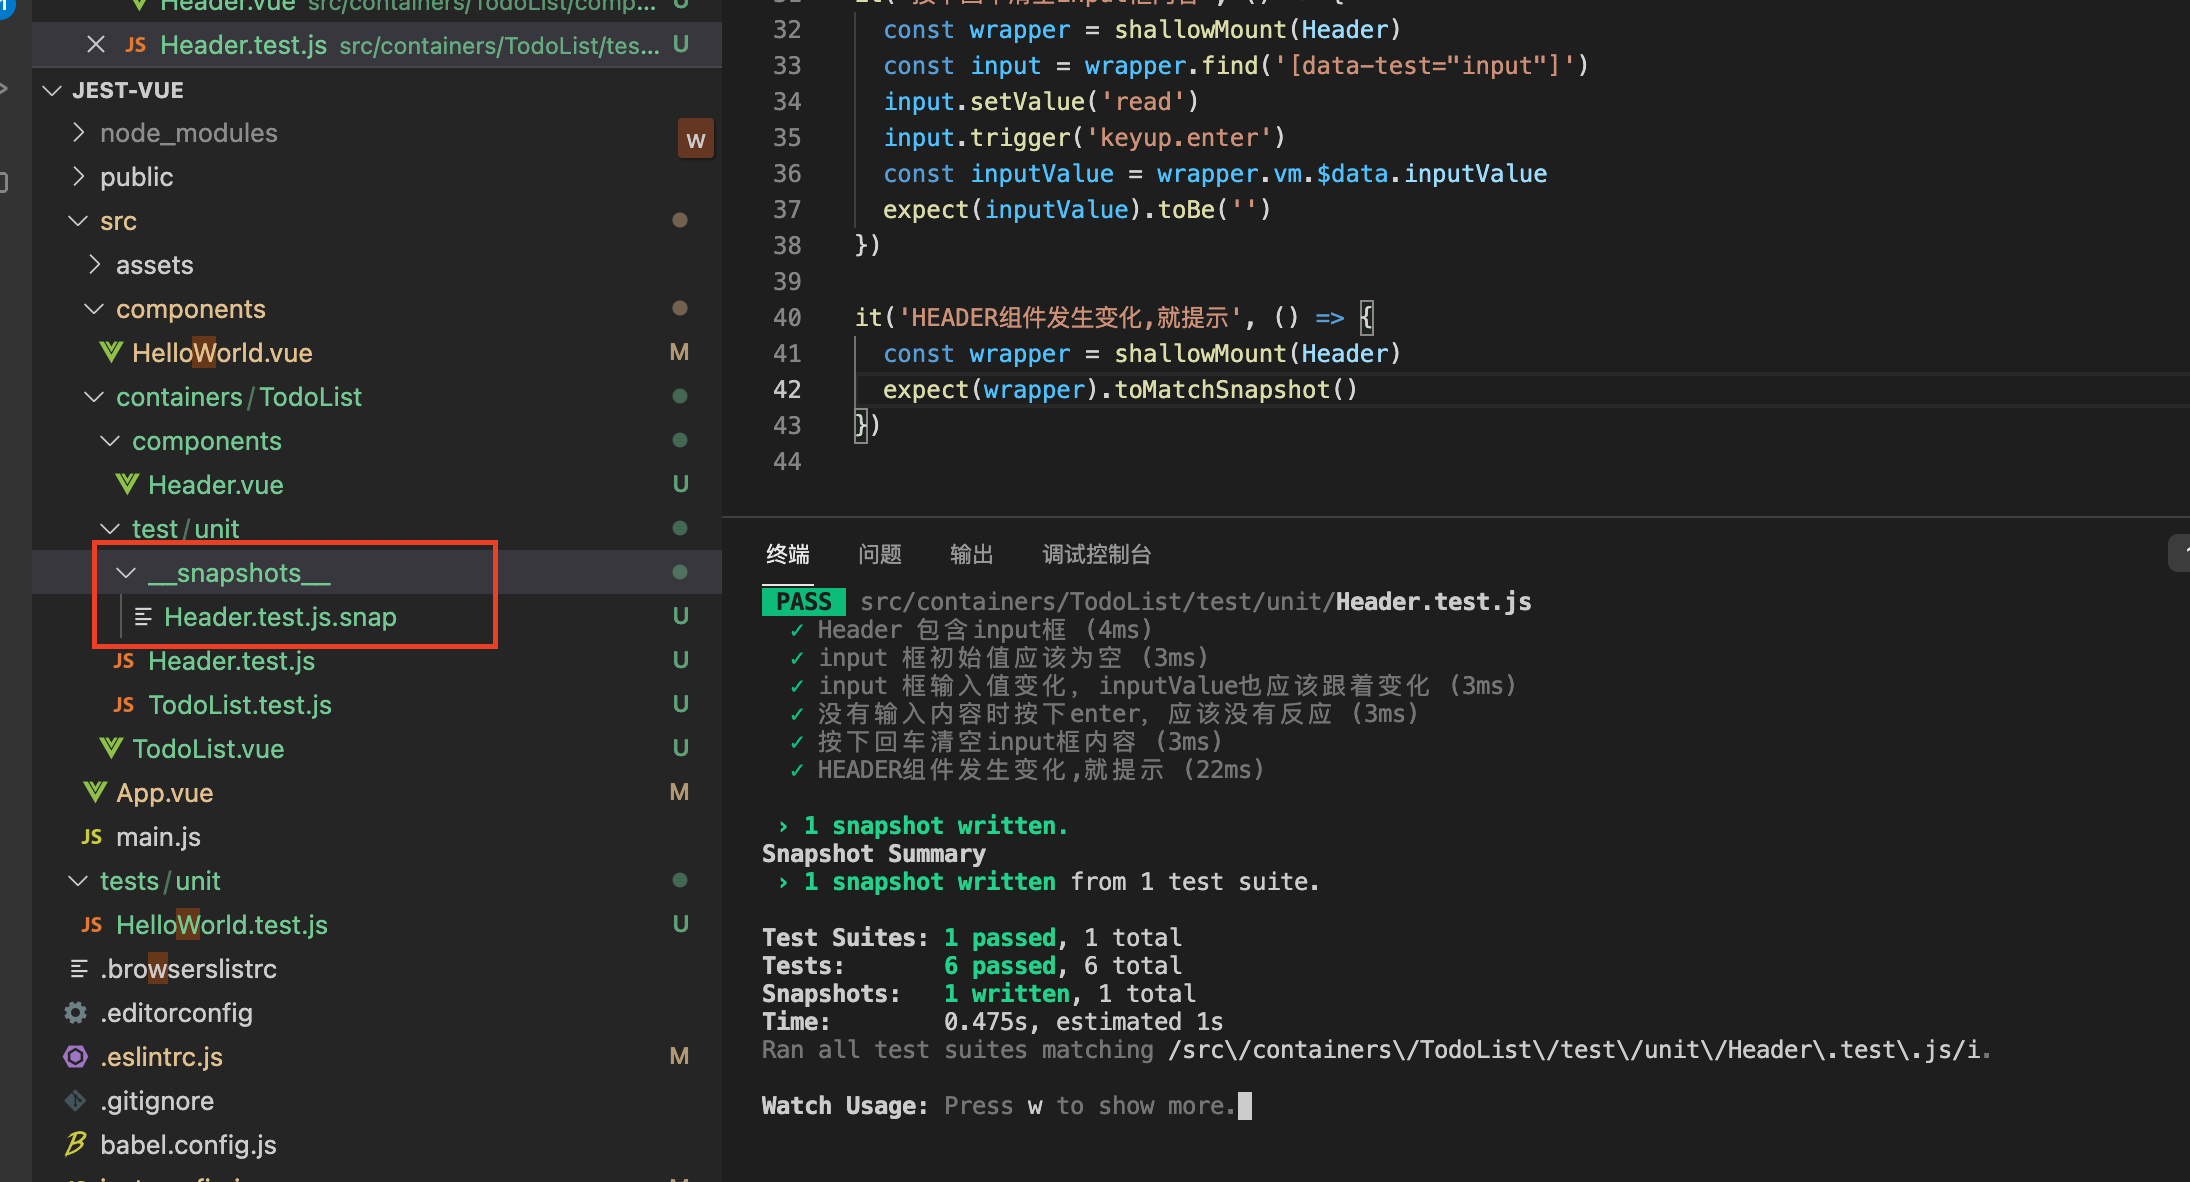 Header.vue src/containers/TodoList/comp... U
JS Header.test.js src/containers/TodoList/tes... U
JEST-VUE
node_modules
w
public
src
assets
components
HelloWorld.vue M
containers/TodoList
components
Header.vue U
test/unit
__snapshots__
Header.test.js.snap U
JS Header.test.js U
JS TodoList.test.js U
TodoList.vue U
App.vue M
JS main.js
tests/unit
JS HelloWorld.test.js U
.browserslistrc
.editorconfig
.eslintrc.js M
.gitignore
babel.config.js
32 const wrapper = shallowMount(Header)
33 const input = wrapper.find('[data-test="input"]')
34 input.setValue('read')
35 input.trigger('keyup.enter')
36 const inputValue = wrapper.vm.$data.inputValue
37 expect(inputValue).toBe('')
38 })
39
40 it('HEADER组件发生变化,就提示', () => {
41 const wrapper = shallowMount(Header)
42 expect(wrapper).toMatchSnapshot()
43 })
44
终端 问题 输出 调试控制台
PASS src/containers/TodoList/test/unit/Header.test.js
✓ Header 包含input框 (4ms)
✓ input 框初始值应该为空 (3ms)
✓ input 框输入值变化, inputValue也应该跟着变化 (3ms)
✓ 没有输入内容时按下enter, 应该没有反应 (3ms)
✓ 按下回车清空input框内容 (3ms)
✓ HEADER组件发生变化,就提示 (22ms)
› 1 snapshot written.
Snapshot Summary
› 1 snapshot written from 1 test suite.
Test Suites: 1 passed, 1 total
Tests: 6 passed, 6 total
Snapshots: 1 written, 1 total
Time: 0.475s, estimated 1s
Ran all test suites matching /src\/containers\/TodoList\/test\/unit\/Header\.test\.js/i.
Watch Usage: Press w to show more.